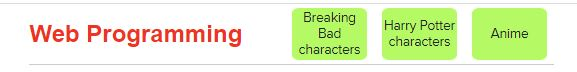 Web Programming
Breaking
Bad
characters
Harry Potter
characters
Anime